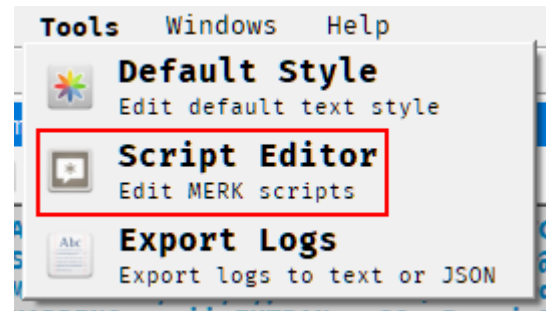 Tools Windows Help
Default Style
Edit default text style
Script Editor
Edit MERK scripts
Abc
Export Logs
Export logs to text or JSON